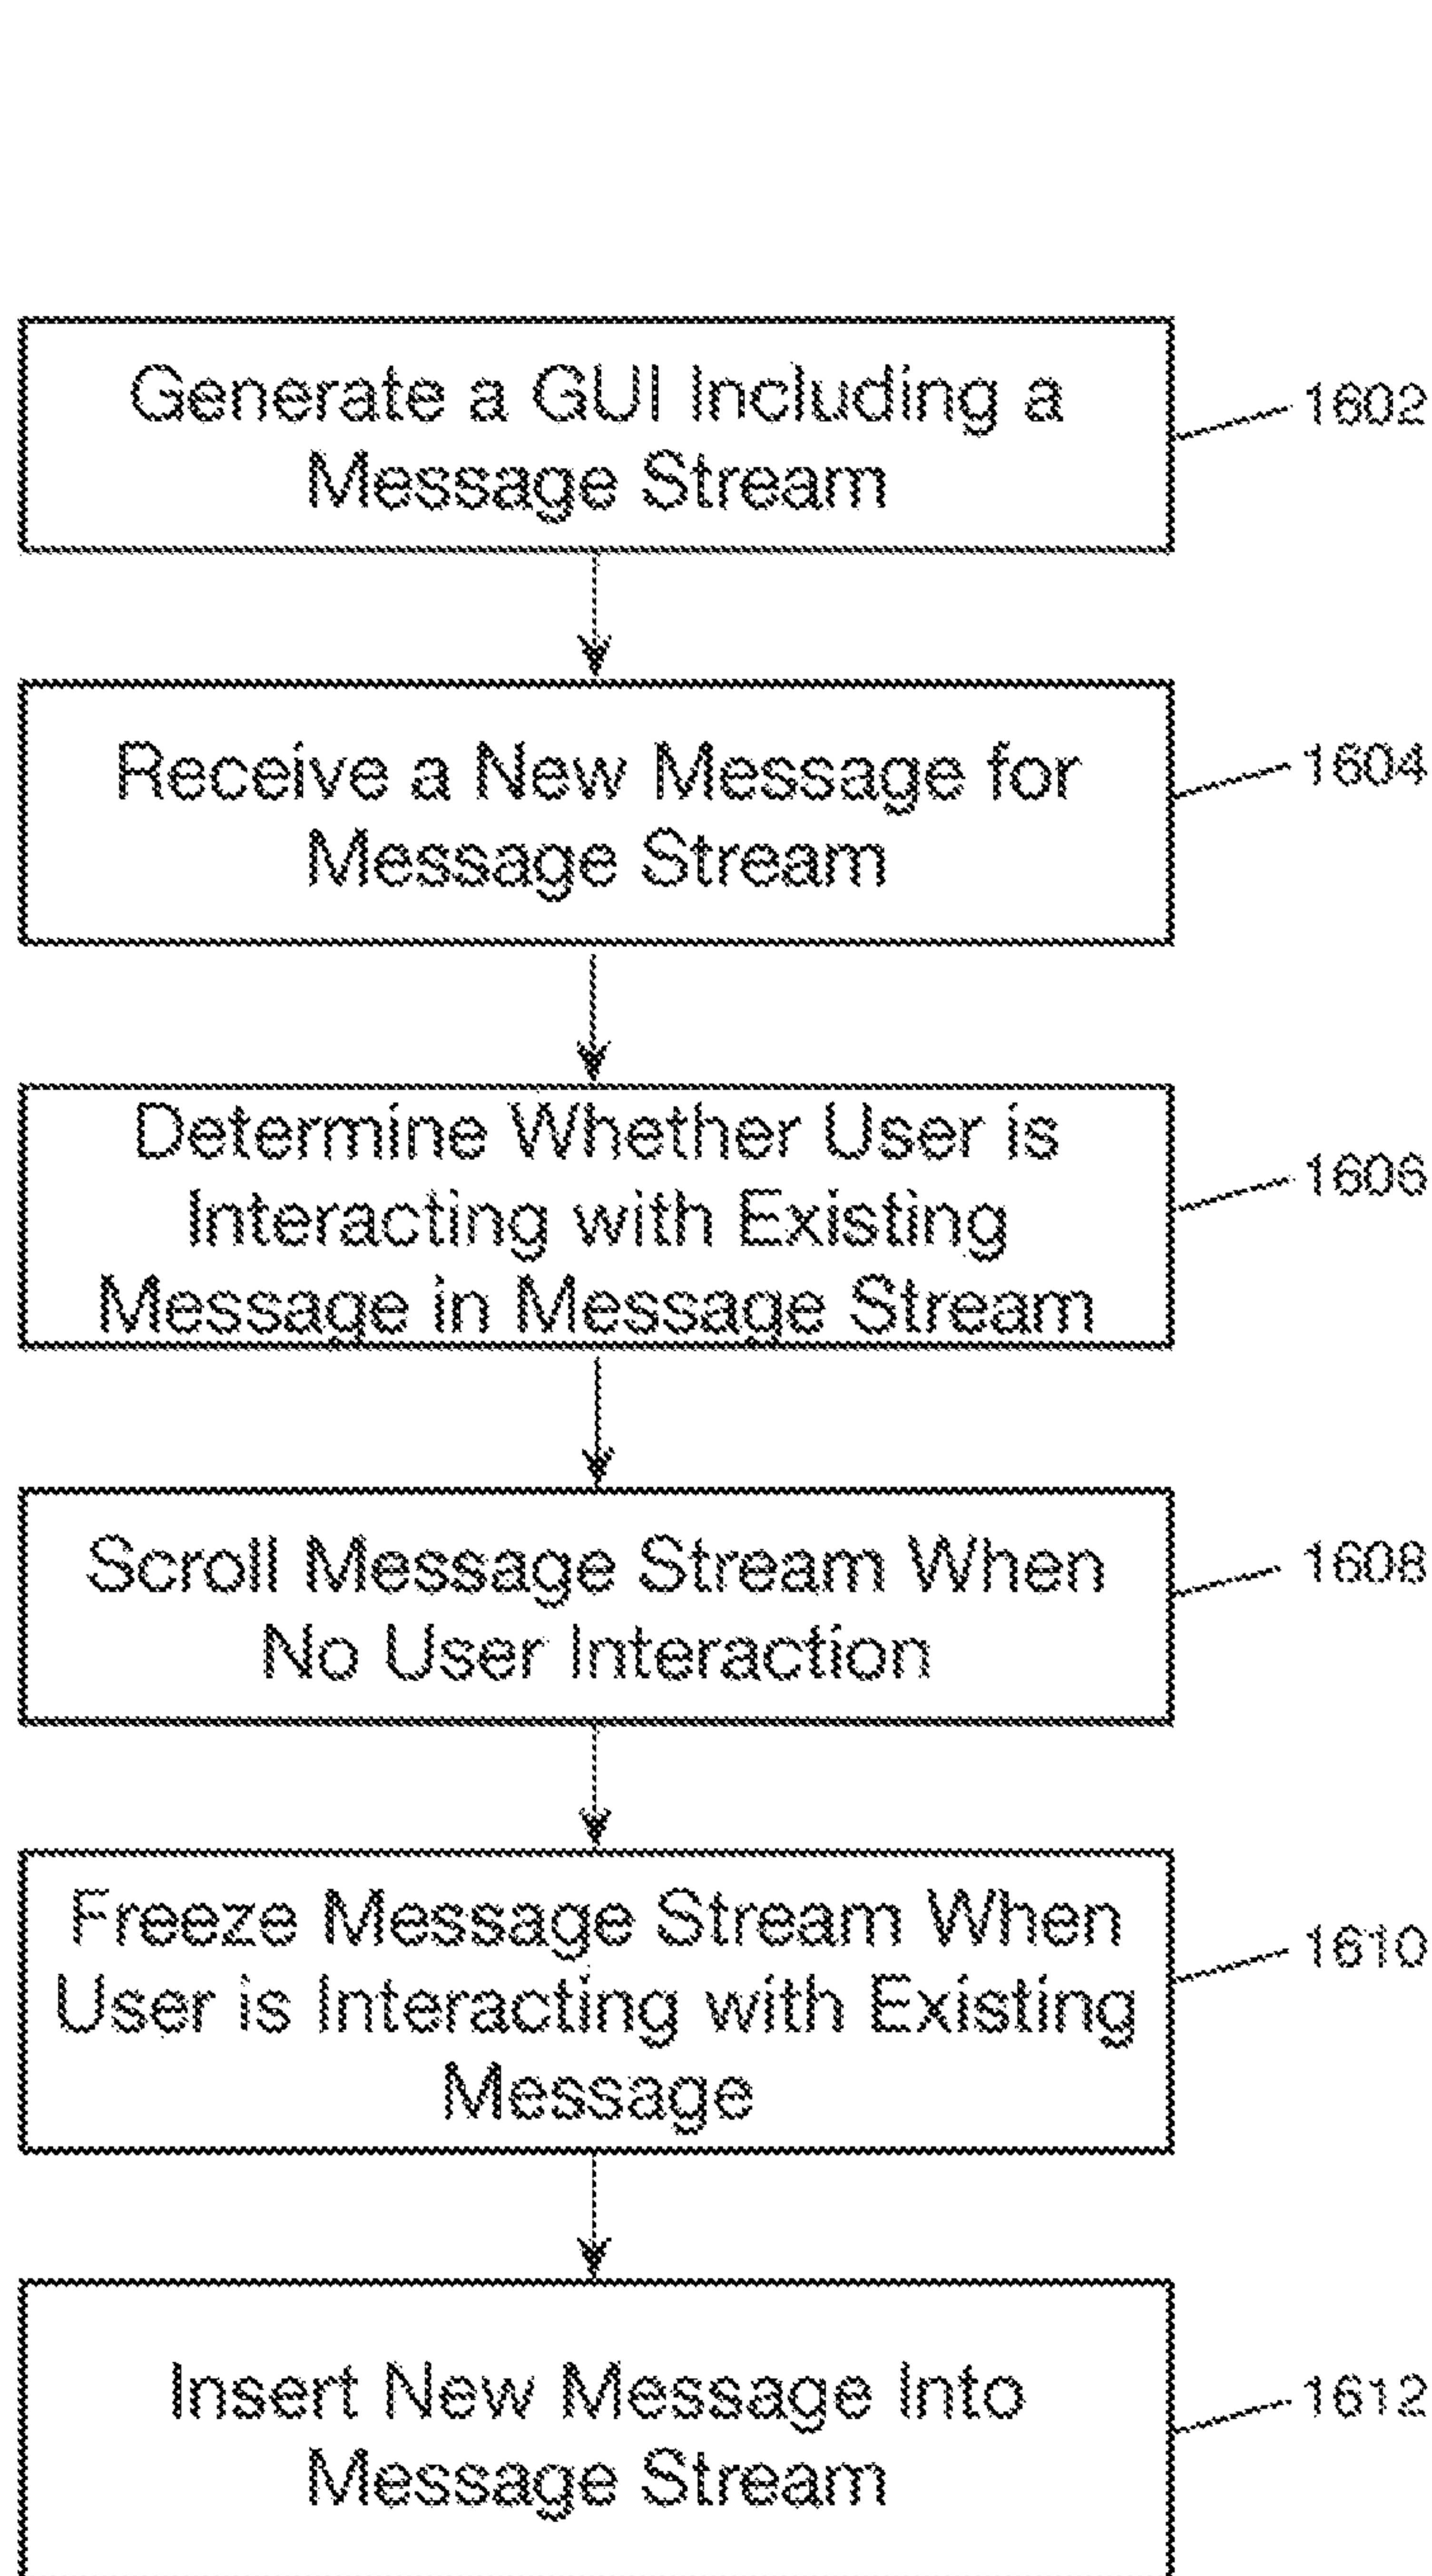 Generate a GUI Including a
Message Stream
1602
Receive a New Message for
Message Stream
1604
Determine Whether User is
Interacting with Existing
Message in Message Stream
1606
Scroll Message Stream When
No User Interaction
1608
Freeze Message Stream When
User is Interacting with Existing
Message
1610
Insert New Message Into
Message Stream
1612